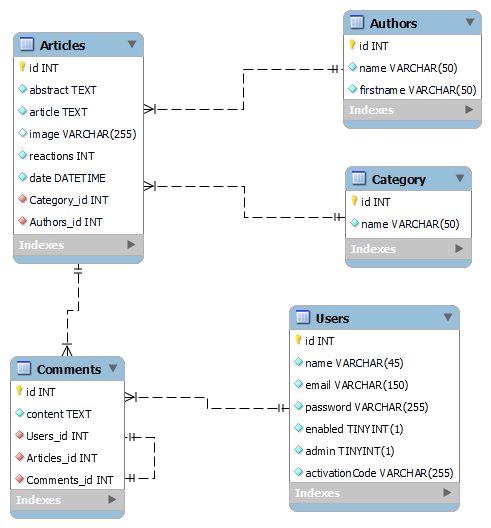 Articles
id INT
abstract TEXT
article TEXT
image VARCHAR(255)
reactions INT
date DATETIME
Category_id INT
Authors_id INT
Indexes
Authors
id INT
name VARCHAR(50)
firstname VARCHAR(50)
Indexes
Category
id INT
name VARCHAR(50)
Indexes
Comments
id INT
content TEXT
Users_id INT
Articles_id INT
Comments_id INT
Indexes
Users
id INT
name VARCHAR(45)
email VARCHAR(150)
password VARCHAR(255)
enabled TINYINT(1)
admin TINYINT(1)
activationCode VARCHAR(255)
Indexes